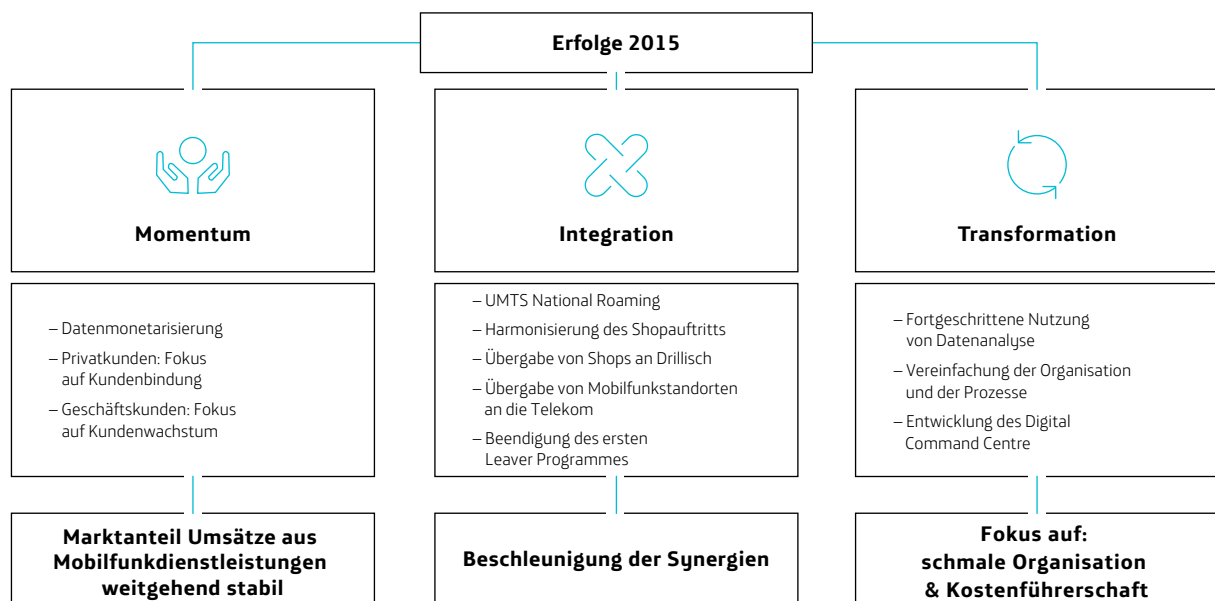 Erfolge 2015
Momentum
– Datenmonetarisierung
– Privatkunden: Fokus
auf Kundenbindung
– Geschäftskunden: Fokus
auf Kundenwachstum
Marktanteil Umsätze aus
Mobilfunkdienstleistungen
weitgehend stabil
Integration
– UMTS National Roaming
– Harmonisierung des Shopauftritts
– Übergabe von Shops an Drillisch
– Übergabe von Mobilfunkstandorten
an die Telekom
– Beendigung des ersten
Leaver Programmes
Beschleunigung der Synergien
Transformation
– Fortgeschrittene Nutzung
von Datenanalyse
– Vereinfachung der Organisation
und der Prozesse
– Entwicklung des Digital
Command Centre
Fokus auf:
schmale Organisation
& Kostenführerschaft